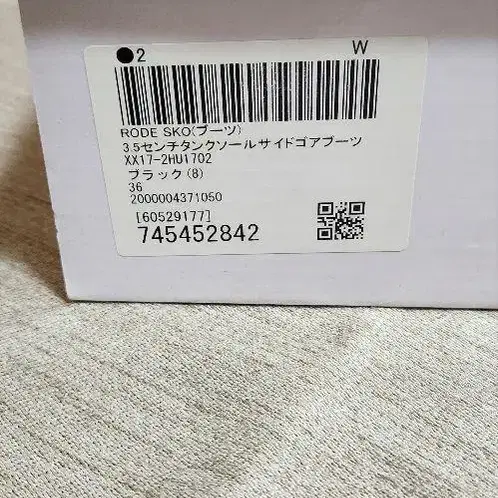 ●2 W
RODE SKO(ブーツ)
3.5センチタンクソールサイドゴアブーツ
XX17-2HU1702
ブラック(8)
36
2000004371050
[60529177]
745452842